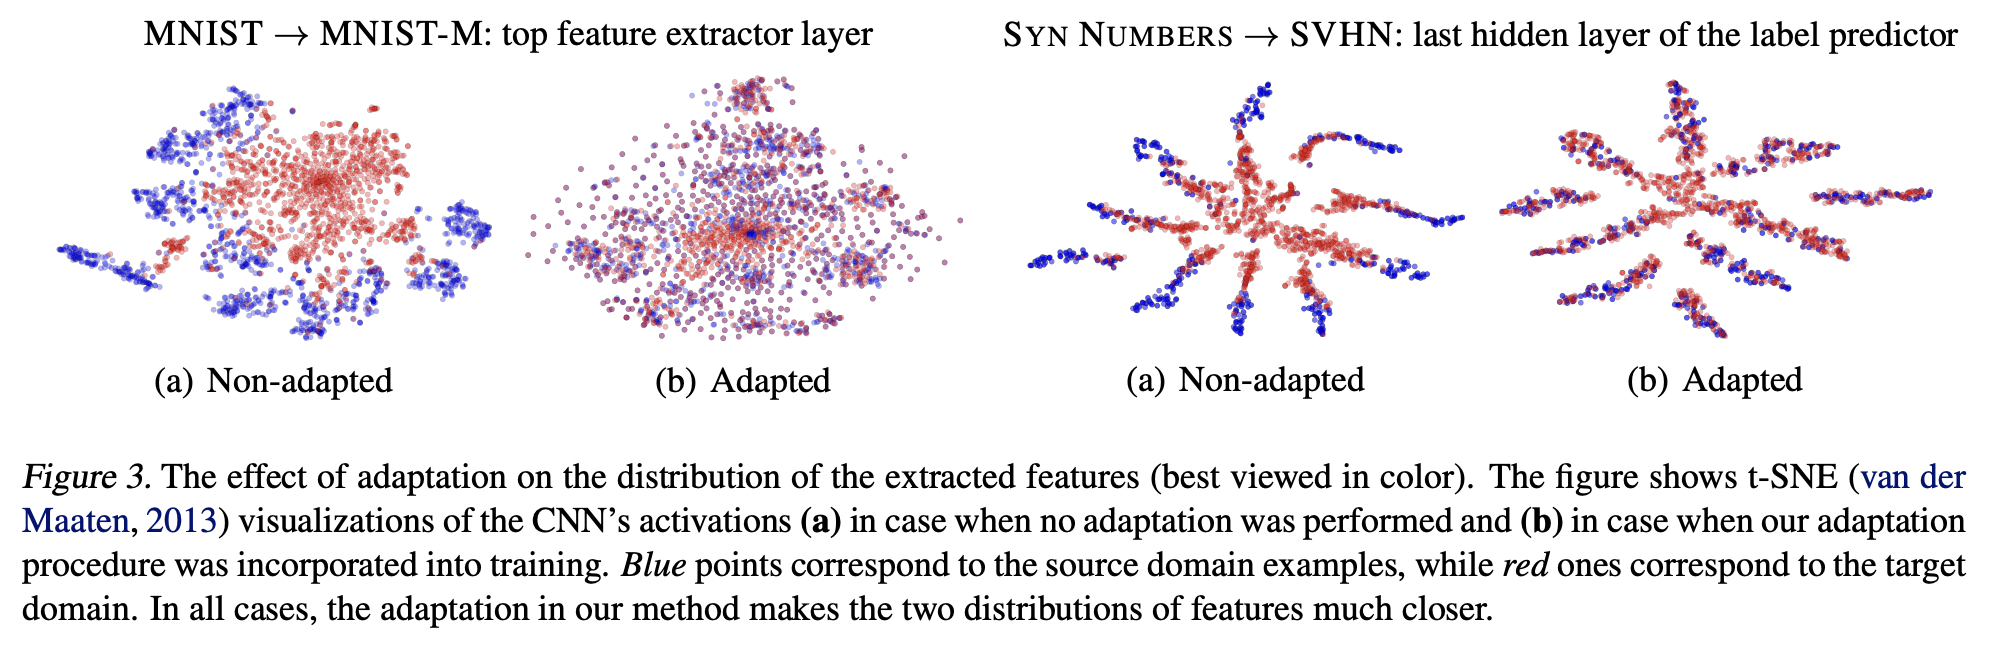 MNIST → MNIST-M: top feature extractor layer
SYN NUMBERS → SVHN: last hidden layer of the label predictor
(a) Non-adapted
(b) Adapted
(a) Non-adapted
(b) Adapted
Figure 3. The effect of adaptation on the distribution of the extracted features (best viewed in color). The figure shows t-SNE (van der
Maaten, 2013) visualizations of the CNN's activations (a) in case when no adaptation was performed and (b) in case when our adaptation
procedure was incorporated into training. Blue points correspond to the source domain examples, while red ones correspond to the target
domain. In all cases, the adaptation in our method makes the two distributions of features much closer.